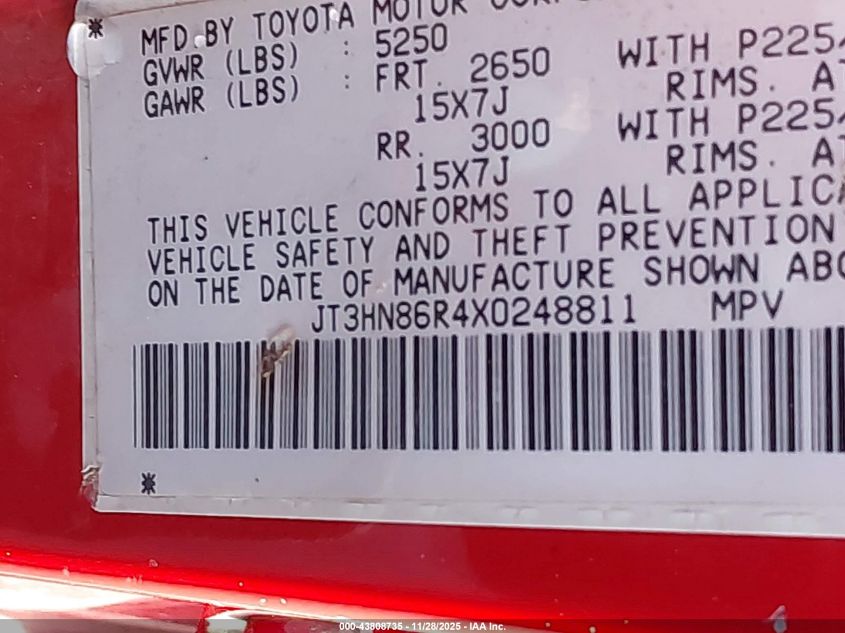 MFD.BY TOYOTA MOTOR
GVWR (LBS) : 5250
GAWR (LBS) : FRT. 2650 WITH P225
15X7J RIMS. AT
RR. 3000 WITH P225
15X7J RIMS. A
THIS VEHICLE CONFORMS TO ALL APPLIC
VEHICLE SAFETY AND THEFT PREVENTION
ON THE DATE OF MANUFACTURE SHOWN ABO
JT3HN86R4X0248811 MPV
000-43808735 - 11/28/2025 - IAA Inc.